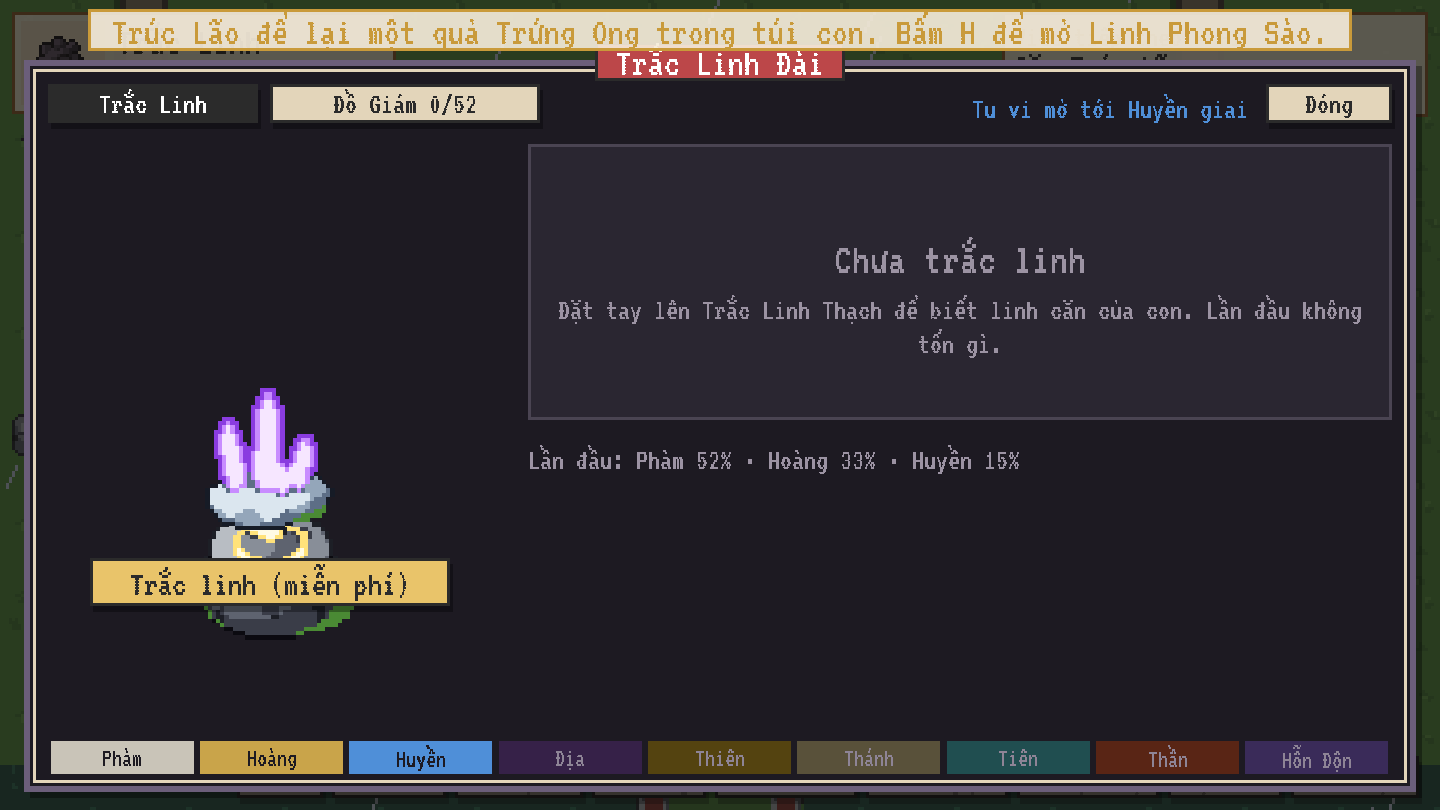 Trúc Lão để lại một quả Trứng Ong trong túi con. Bấm H để mở Linh Phong Sào.
Trắc Linh Đài
Trắc Linh
Đồ Giám 0/52
Tu vi mở tới Huyền giai
Đóng
Chưa trắc linh
Đặt tay lên Trắc Linh Thạch để biết linh căn của con. Lần đầu không
tốn gì.
Lần đầu: Phàm 52% · Hoàng 33% · Huyền 15%
Trắc linh (miễn phí)
Phàm
Hoàng
Huyền
Địa
Thiên
Thánh
Tiên
Thần
Hỗn Độn